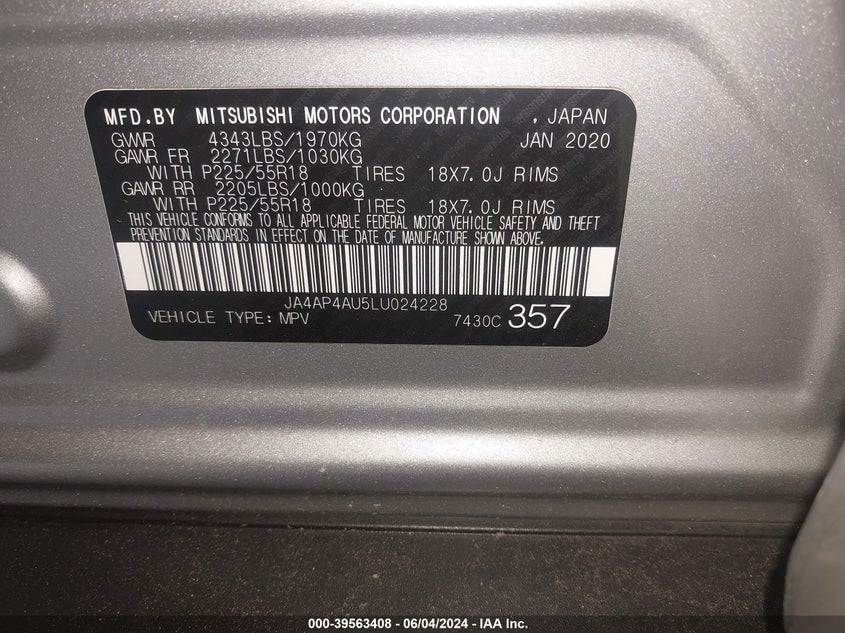 MFD.BY MITSUBISHI MOTORS CORPORATION , JAPAN
GVWR 4343LBS/1970KG JAN 2020
GAWR FR 2271LBS/1030KG
WITH P225/55R18 TIRES 18X7.0J RIMS
GAWR RR 2205LBS/1000KG
WITH P225/55R18 TIRES 18X7.0J RIMS
THIS VEHICLE CONFORMS TO ALL APPLICABLE FEDERAL MOTOR VEHICLE SAFETY AND THEFT
PREVENTION STANDARDS IN EFFECT ON THE DATE OF MANUFACTURE SHOWN ABOVE.
JA4AP4AU5LU024228
VEHICLE TYPE: MPV 7430C 357
000-39563408 - 06/04/2024 - IAA Inc.